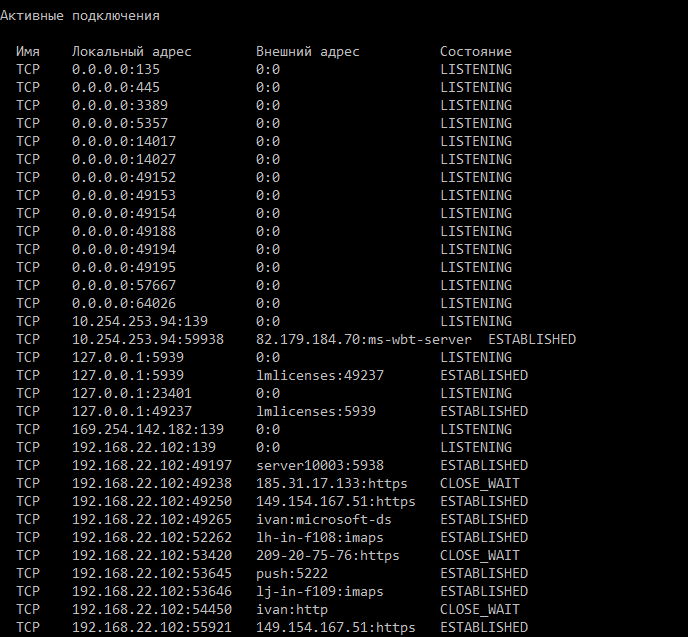 Активные подключения
Имя Локальный адрес Внешний адрес Состояние
TCP 0.0.0.0:135 0:0 LISTENING
TCP 0.0.0.0:445 0:0 LISTENING
TCP 0.0.0.0:3389 0:0 LISTENING
TCP 0.0.0.0:5357 0:0 LISTENING
TCP 0.0.0.0:14017 0:0 LISTENING
TCP 0.0.0.0:14027 0:0 LISTENING
TCP 0.0.0.0:49152 0:0 LISTENING
TCP 0.0.0.0:49153 0:0 LISTENING
TCP 0.0.0.0:49154 0:0 LISTENING
TCP 0.0.0.0:49188 0:0 LISTENING
TCP 0.0.0.0:49194 0:0 LISTENING
TCP 0.0.0.0:49195 0:0 LISTENING
TCP 0.0.0.0:57667 0:0 LISTENING
TCP 0.0.0.0:64026 0:0 LISTENING
TCP 10.254.253.94:139 0:0 LISTENING
TCP 10.254.253.94:59938 82.179.184.70:ms-wbt-server ESTABLISHED
TCP 127.0.0.1:5939 0:0 LISTENING
TCP 127.0.0.1:5939 lmlicenses:49237 ESTABLISHED
TCP 127.0.0.1:23401 0:0 LISTENING
TCP 127.0.0.1:49237 lmlicenses:5939 ESTABLISHED
TCP 169.254.142.182:139 0:0 LISTENING
TCP 192.168.22.102:139 0:0 LISTENING
TCP 192.168.22.102:49197 server10003:5938 ESTABLISHED
TCP 192.168.22.102:49238 185.31.17.133:https CLOSE_WAIT
TCP 192.168.22.102:49250 149.154.167.51:https ESTABLISHED
TCP 192.168.22.102:49265 ivan:microsoft-ds ESTABLISHED
TCP 192.168.22.102:52262 lh-in-f108:imaps ESTABLISHED
TCP 192.168.22.102:53420 209-20-75-76:https CLOSE_WAIT
TCP 192.168.22.102:53645 push:5222 ESTABLISHED
TCP 192.168.22.102:53646 lj-in-f109:imaps ESTABLISHED
TCP 192.168.22.102:54450 ivan:http CLOSE_WAIT
TCP 192.168.22.102:55921 149.154.167.51:https ESTABLISHED